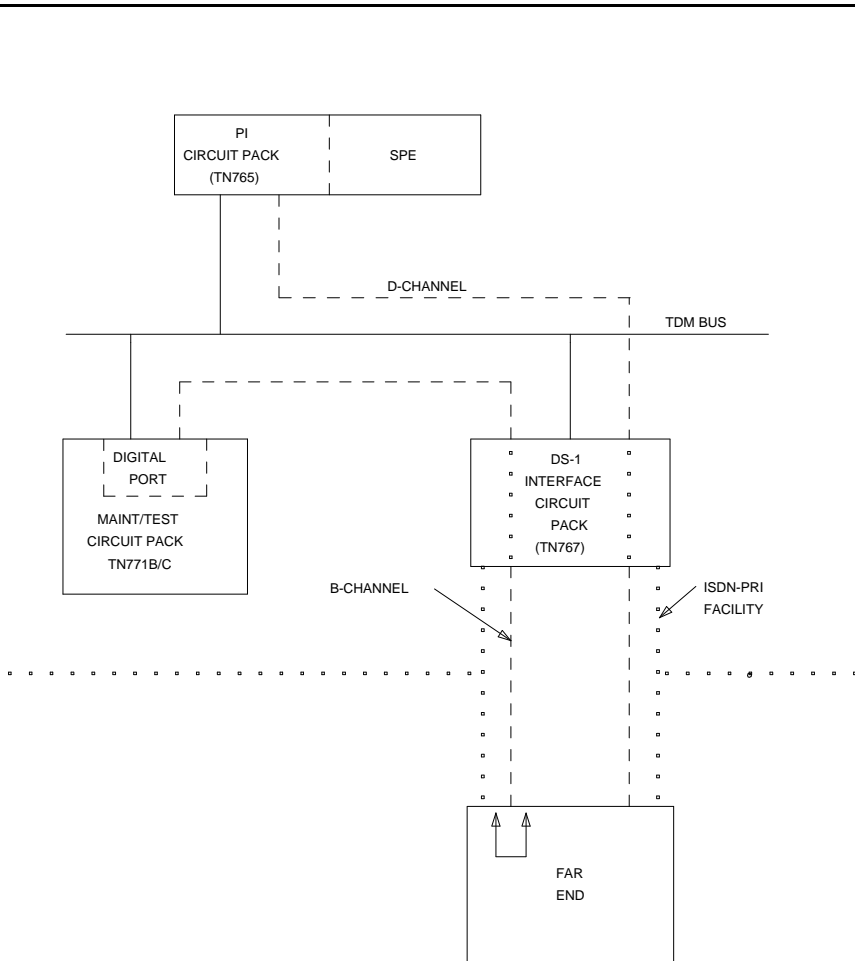 PI
CIRCUIT PACK
(TN765)
SPE
D-CHANNEL
TDM BUS
DIGITAL
PORT
MAINT/TEST
CIRCUIT PACK
TN771B/C
DS-1
INTERFACE
CIRCUIT
PACK
(TN767)
B-CHANNEL
ISDN-PRI
FACILITY
FAR
END